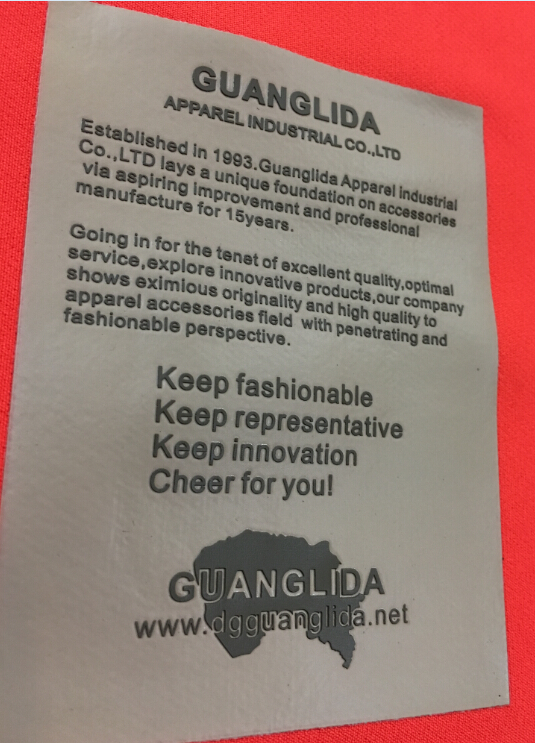 GUANGLIDA
APPAREL INDUSTRIAL CO.,LTD
Established in 1993.Guanglida Apparel industrial
Co.,LTD lays a unique foundation on accessories
via aspiring improvement and professional
manufacture for 15years.
Going in for the tenet of excellent quality,optimal
service,explore innovative products,our company
shows eximious originality and high quality to
apparel accessories field with penetrating and
fashionable perspective.
Keep fashionable
Keep representative
Keep innovation
Cheer for you!
GUANGLIDA
www.dgguanglida.net